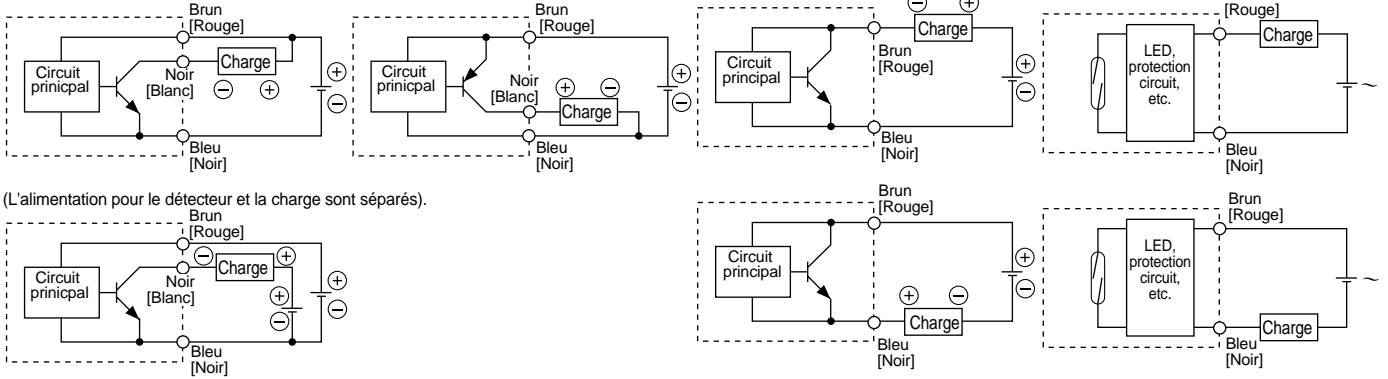 Brun
[Rouge]
Charge
⊖ ⊕
Circuit
prinicpal
Noir
[Blanc]
⊕
⊖
Bleu
[Noir]
Brun
[Rouge]
Circuit
prinicpal
Noir
[Blanc]
⊕ ⊖
Charge
⊕
⊖
Bleu
[Noir]
⊖ ⊕
Charge
Brun
[Rouge]
Circuit
prinicpal
⊕
⊖
Bleu
[Noir]
[Rouge]
Charge
LED,
protection
circuit,
etc.
~
Bleu
[Noir]
(L'alimentation pour le détecteur et la charge sont séparés).
Brun
[Rouge]
⊖ Charge ⊕
Circuit
prinicpal
Noir
[Blanc]
⊕
⊖
⊕
⊖
Bleu
[Noir]
Brun
[Rouge]
Circuit
prinicpal
⊕
⊖
⊕ ⊖
Charge
Bleu
[Noir]
Brun
[Rouge]
LED,
protection
circuit,
etc.
~
Charge
Bleu
[Noir]